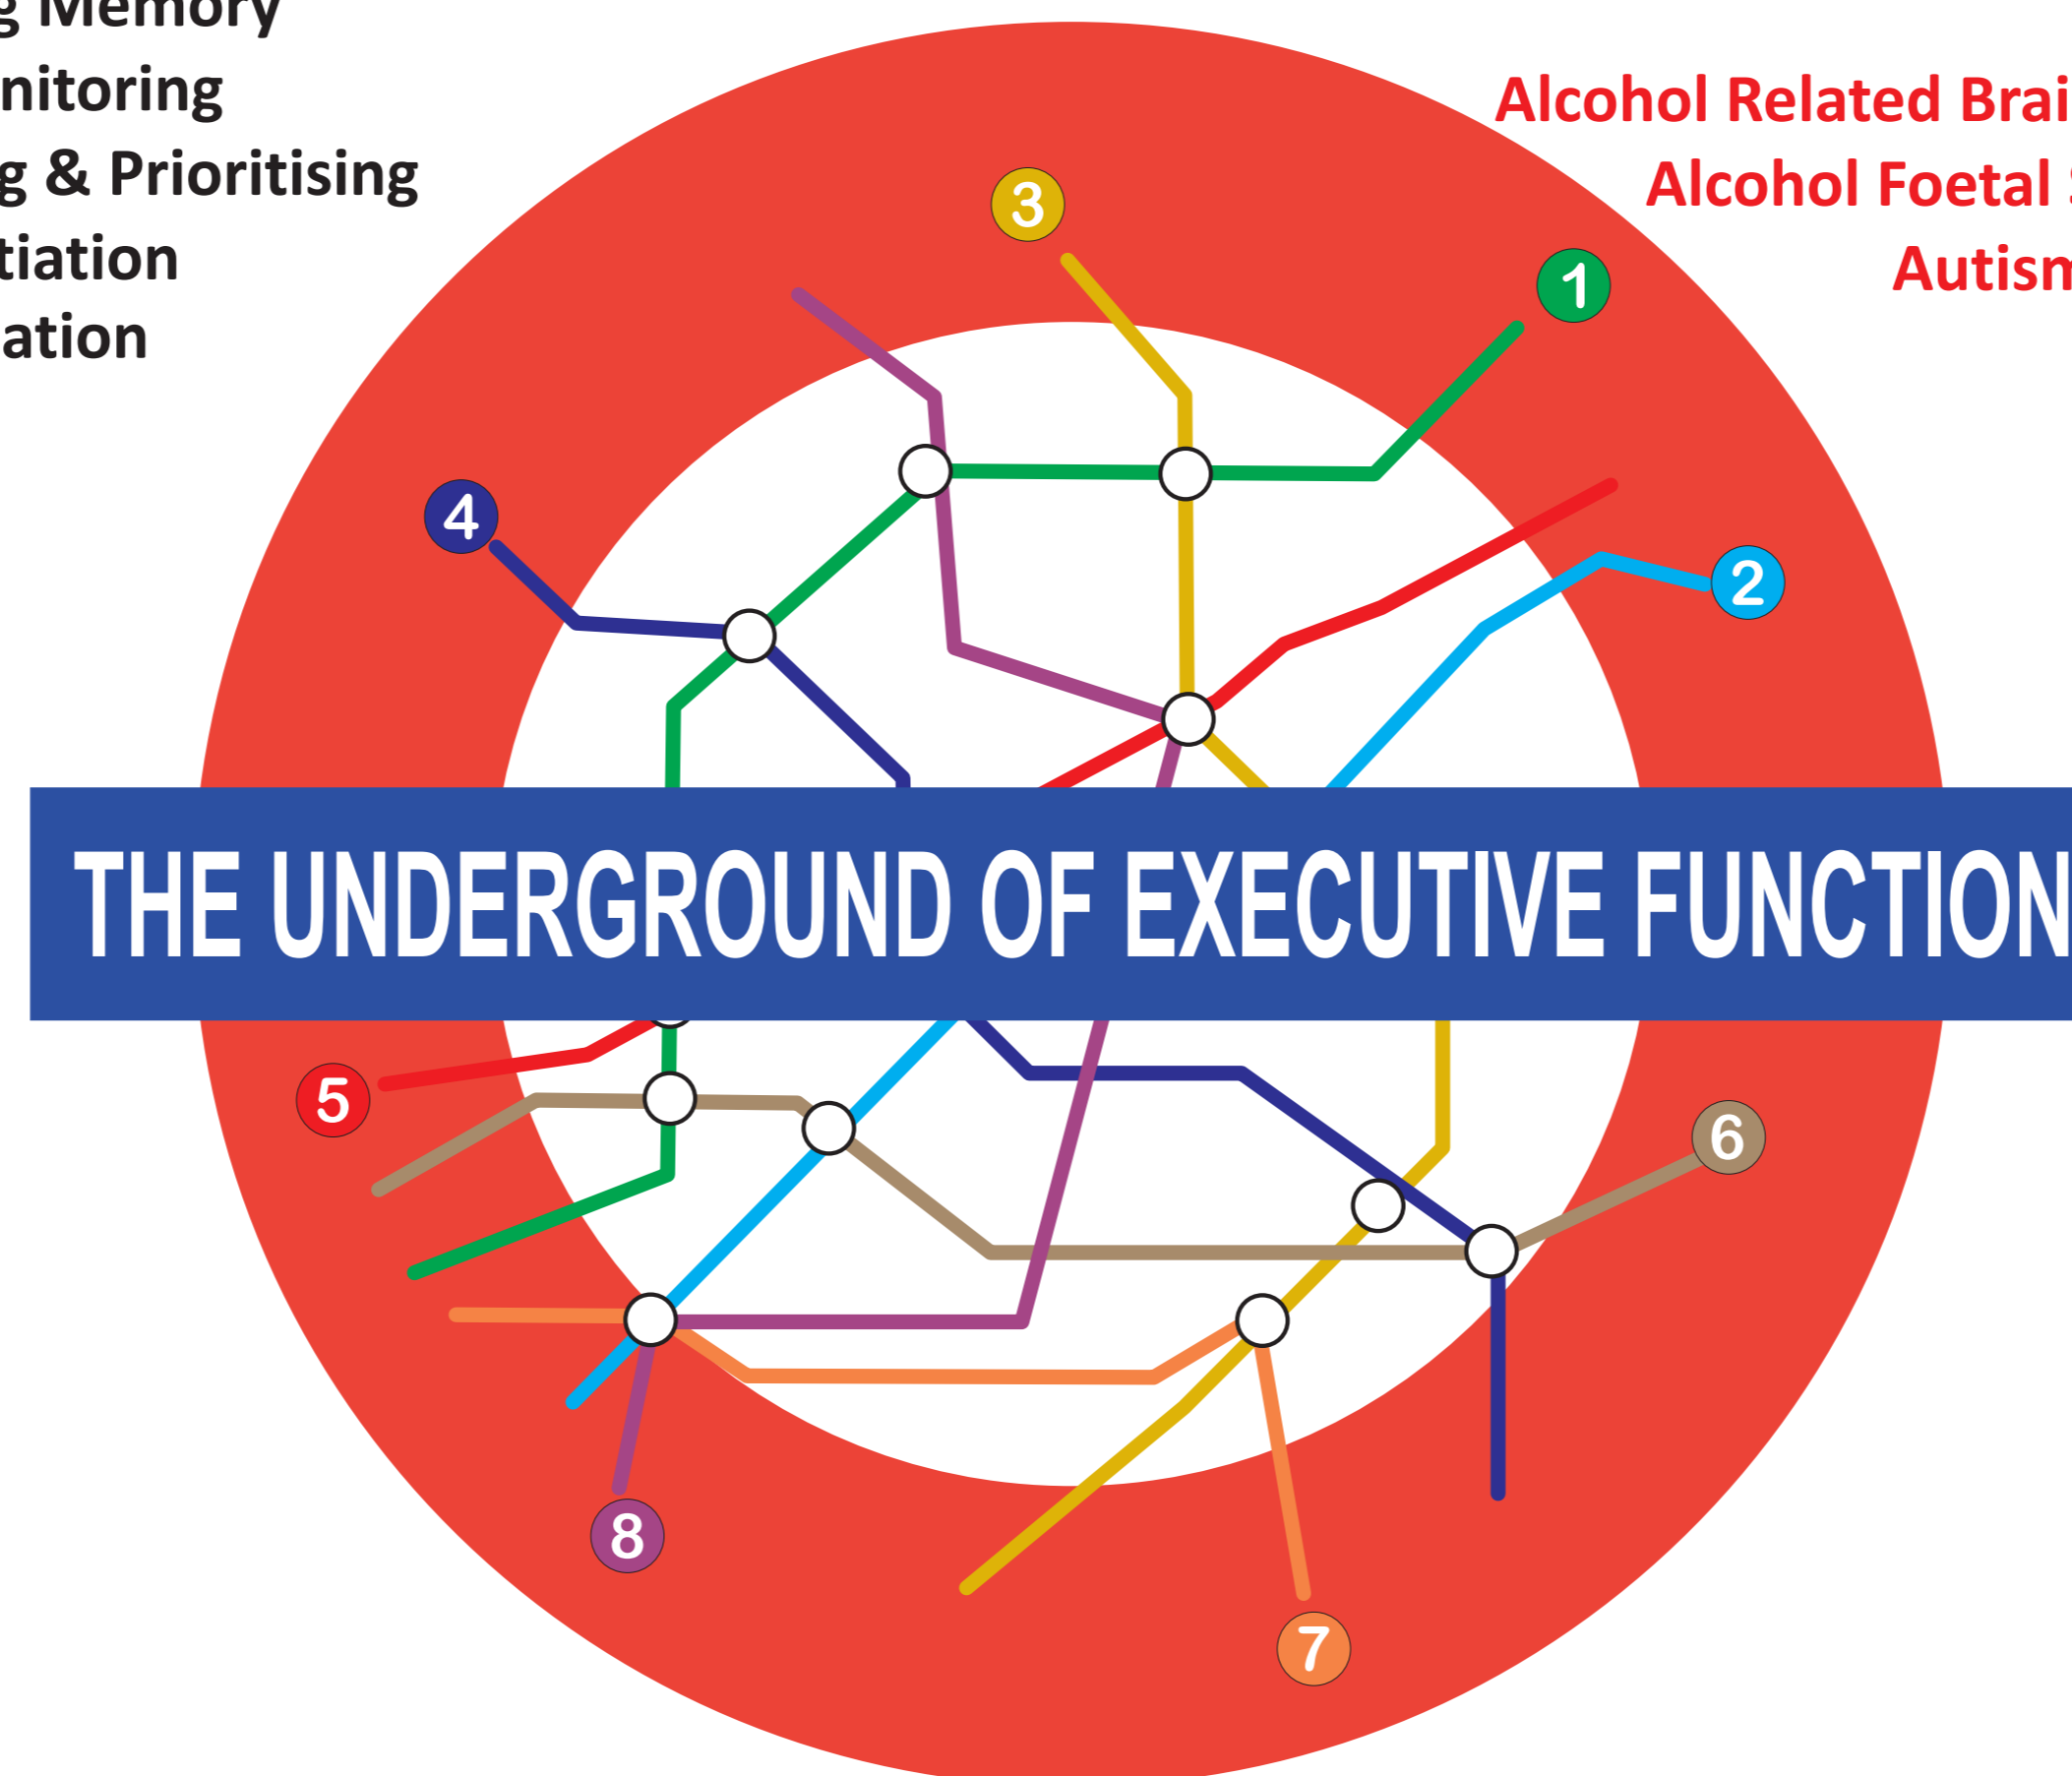 g Memory
nitoring
g & Prioritising
tiation
ation
Alcohol Related Brai
Alcohol Foetal
Autism
3
1
4
2
THE UNDERGROUND OF EXECUTIVE FUNCTION
5
6
8
7